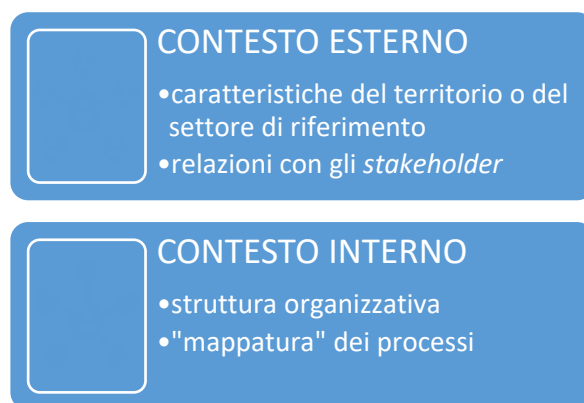 CONTESTO ESTERNO
•caratteristiche del territorio o del
settore di riferimento
•relazioni con gli stakeholder
CONTESTO INTERNO
•struttura organizzativa
•"mappatura" dei processi